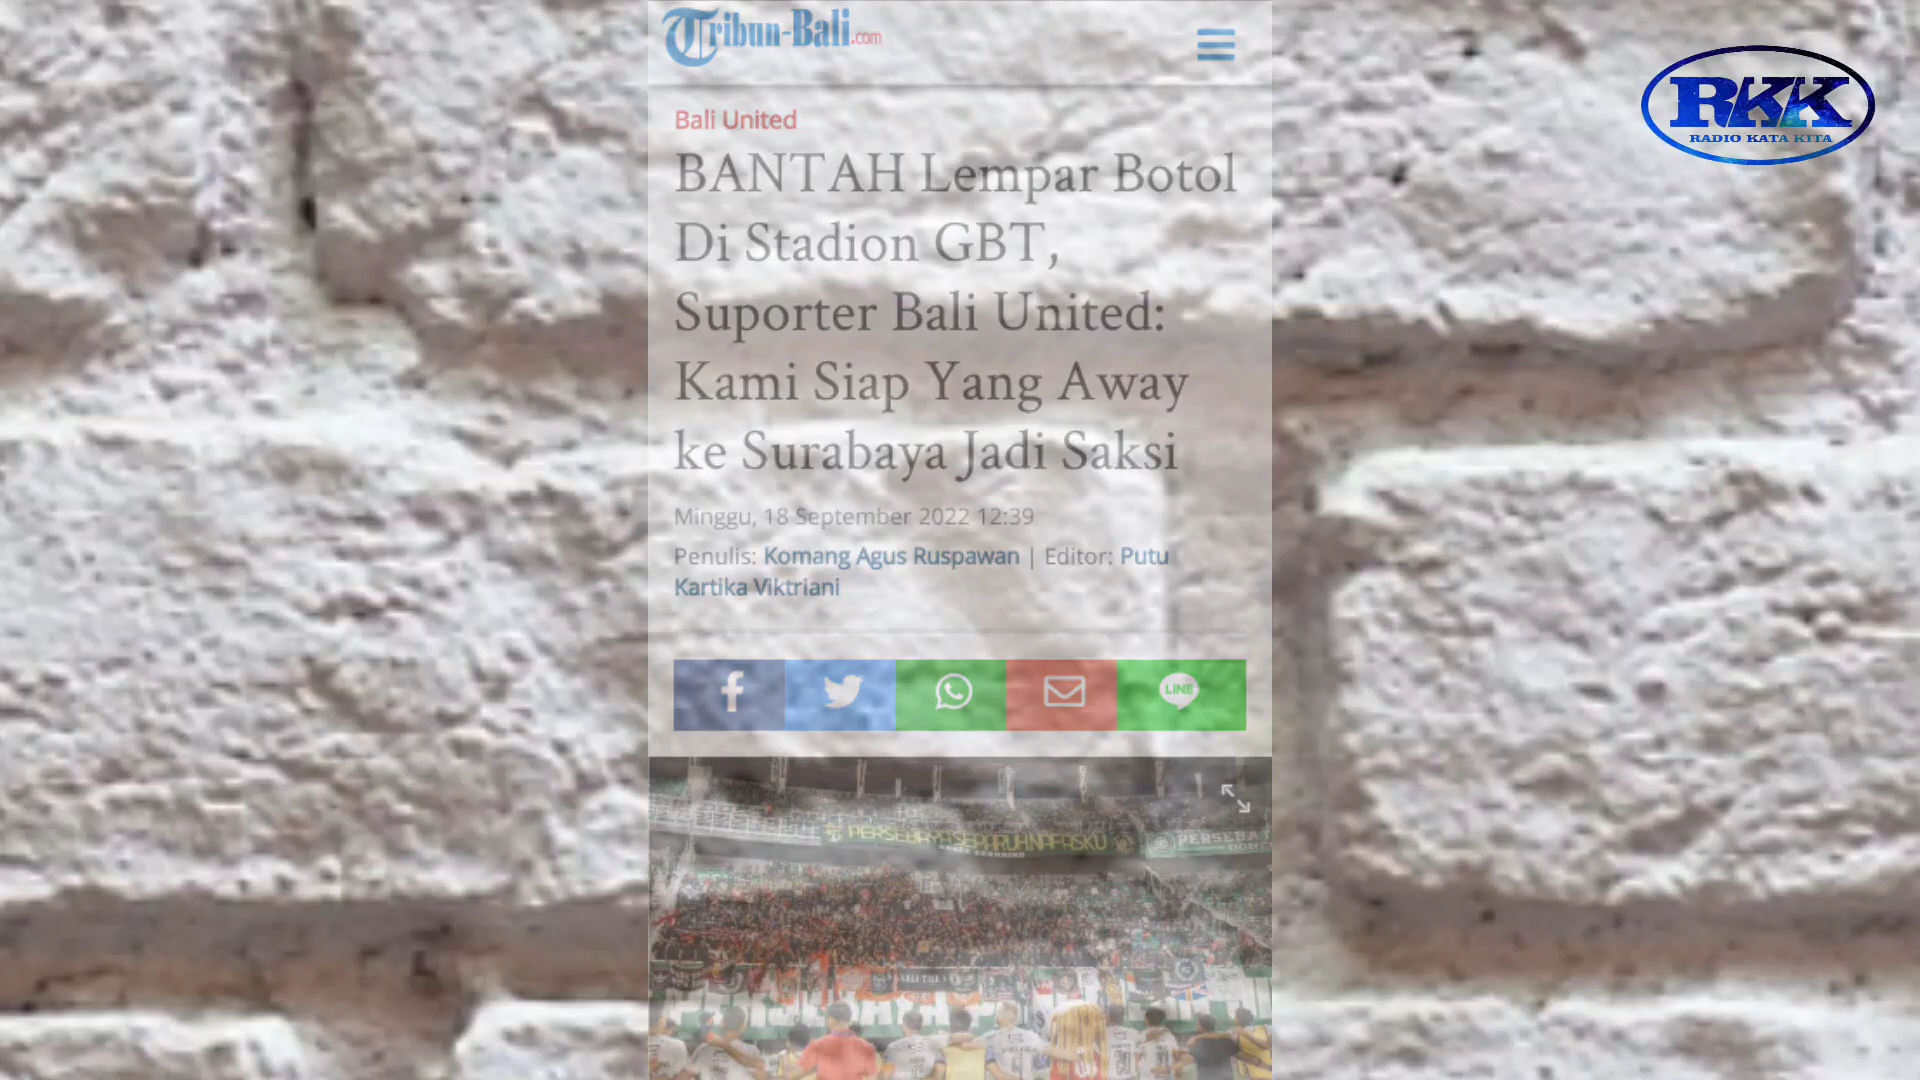 Tribun-Bali.com
RKK
RADIO KATA KITA
Bali United
BANTAH Lempar Botol
Di Stadion GBT,
Suporter Bali United:
Kami Siap Yang Away
ke Surabaya Jadi Saksi
Minggu, 18 September 2022 12:39
Penulis: Komang Agus Ruspawan | Editor: Putu
Kartika Viktriani
LINE
PERSEBAYA SEPARUH NAFASKU
PERSEBAYA
BALI TILL